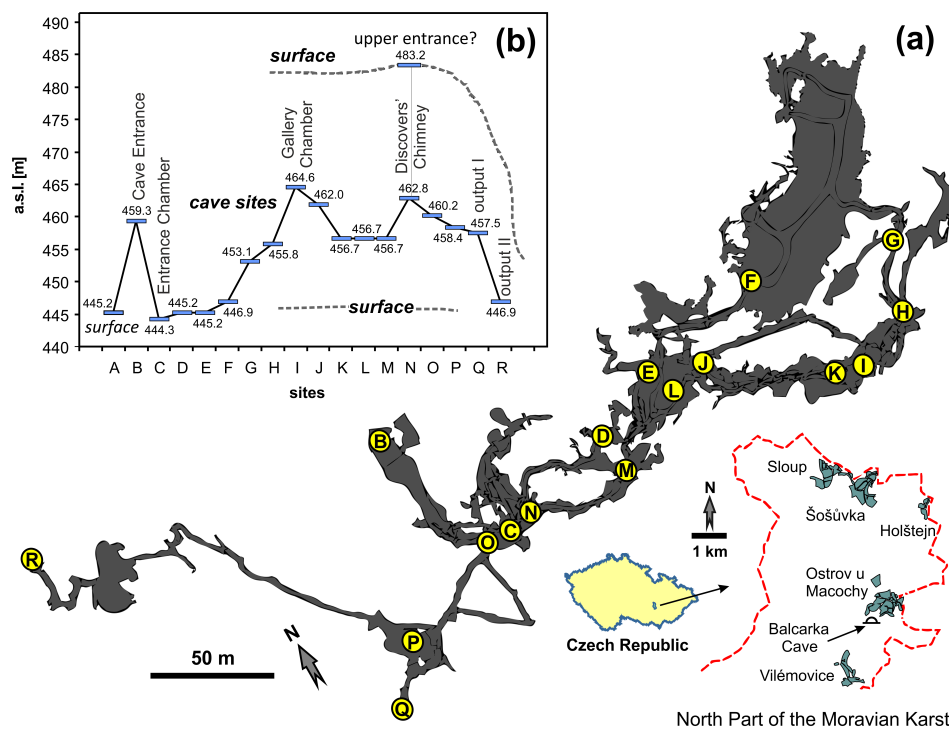 (b)
(a)
490
485
480
475
470
465
460
455
450
445
440
a.s.l. [m]
upper entrance?
surface
483.2
Cave Entrance
Entrance Chamber
Gallery
Chamber
Discovers'
Chimney
output I
output II
cave sites
445.2
459.3
444.3
445.2
445.2
446.9
453.1
455.8
464.6
462.0
456.7
456.7
456.7
462.8
460.2
458.4
457.5
446.9
surface
surface
A B C D E F G H I J K L M N O P Q R
sites
G
F
H
E
J
K
I
L
B
D
M
N
C
O
R
P
Q
N
50 m
N
1 km
Sloup
Šošůvka
Holštejn
Ostrov u
Macochy
Balcarka
Cave
Vilémovice
Czech Republic
North Part of the Moravian Karst